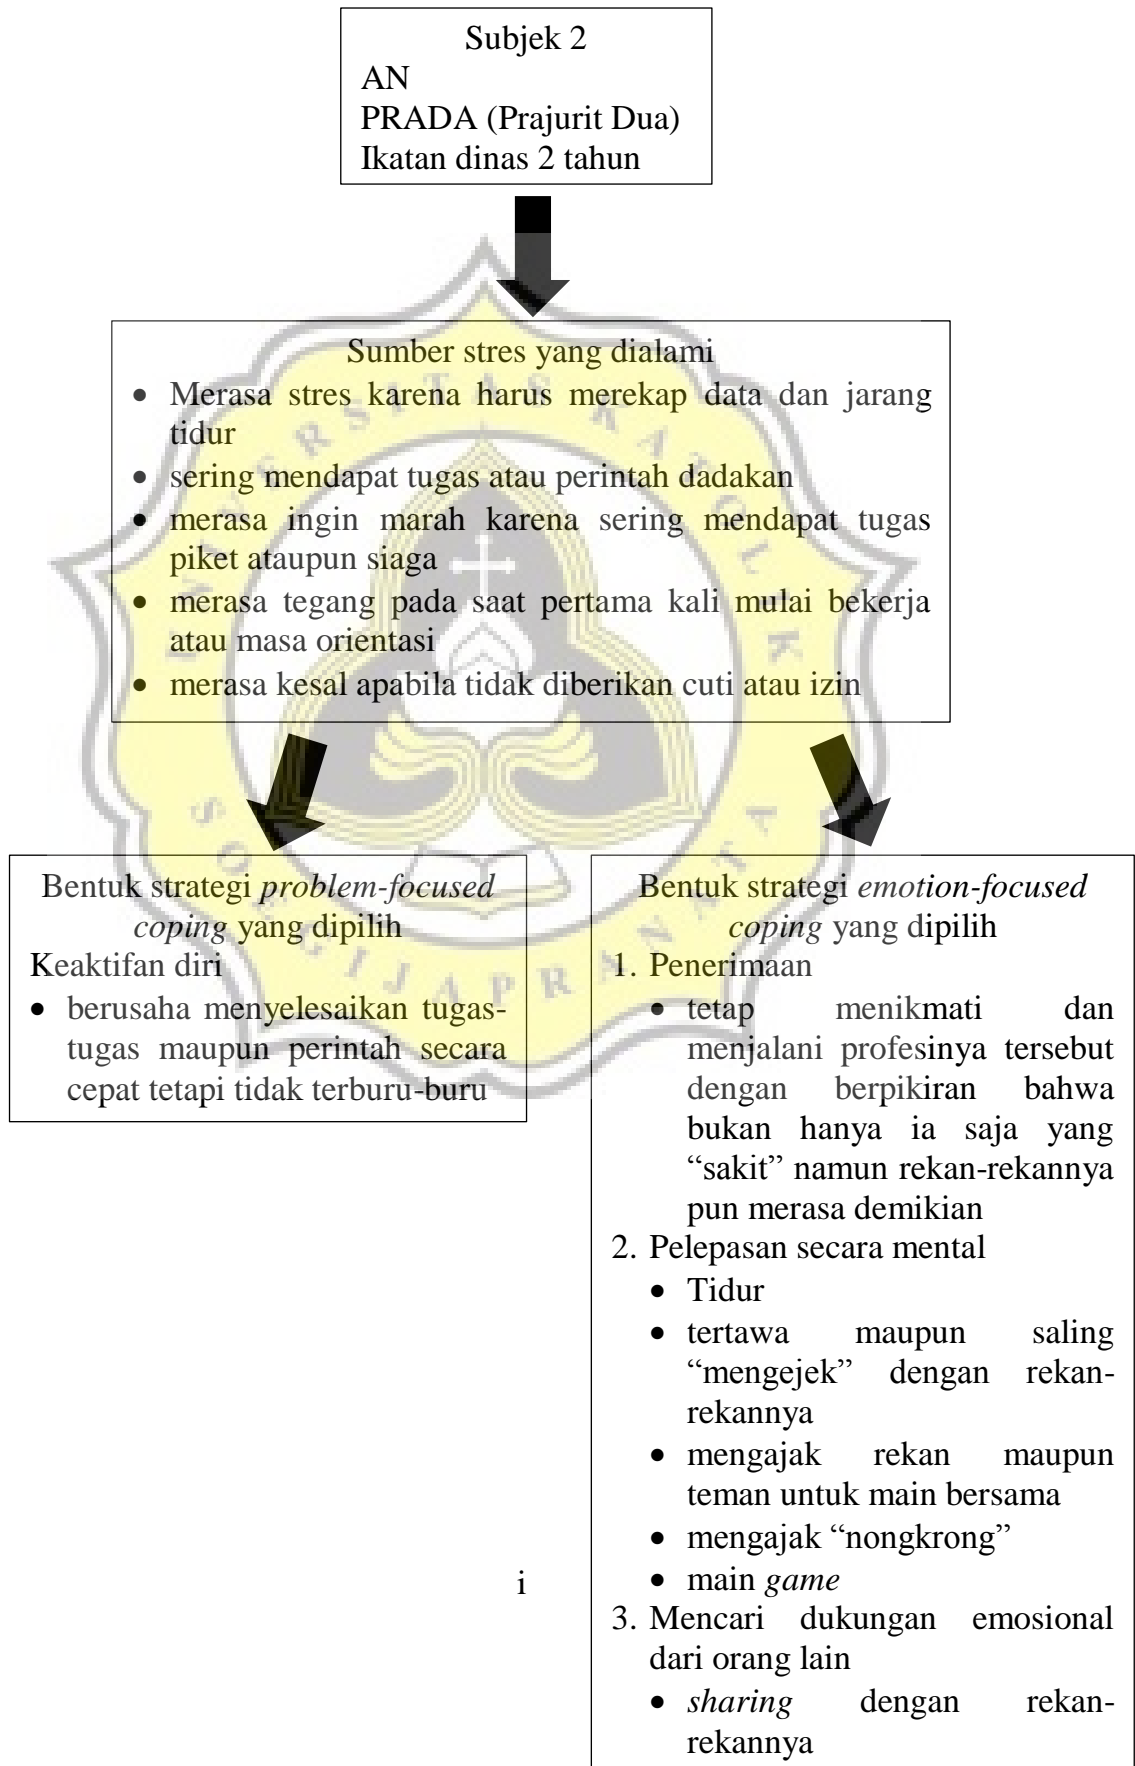 Subjek 2
AN
PRADA (Prajurit Dua)
Ikatan dinas 2 tahun
Sumber stres yang dialami
• Merasa stres karena harus merekap data dan jarang
tidur
• sering mendapat tugas atau perintah dadakan
• merasa ingin marah karena sering mendapat tugas
piket ataupun siaga
• merasa tegang pada saat pertama kali mulai bekerja
atau masa orientasi
• merasa kesal apabila tidak diberikan cuti atau izin
Bentuk strategi problem-focused
coping yang dipilih
Keaktifan diri
• berusaha menyelesaikan tugas-
tugas maupun perintah secara
cepat tetapi tidak terburu-buru
Bentuk strategi emotion-focused
coping yang dipilih
1. Penerimaan
• tetap menikmati dan
menjalani profesinya tersebut
dengan berpikiran bahwa
bukan hanya ia saja yang
“sakit” namun rekan-rekannya
pun merasa demikian
2. Pelepasan secara mental
• Tidur
• tertawa maupun saling
“mengejek” dengan rekan-
rekannya
• mengajak rekan maupun
teman untuk main bersama
• mengajak “nongkrong”
• main game
3. Mencari dukungan emosional
dari orang lain
• sharing dengan rekan-
rekannya
i
UNIVERSITAS KATOLIK
SOEGIJAPRANATA